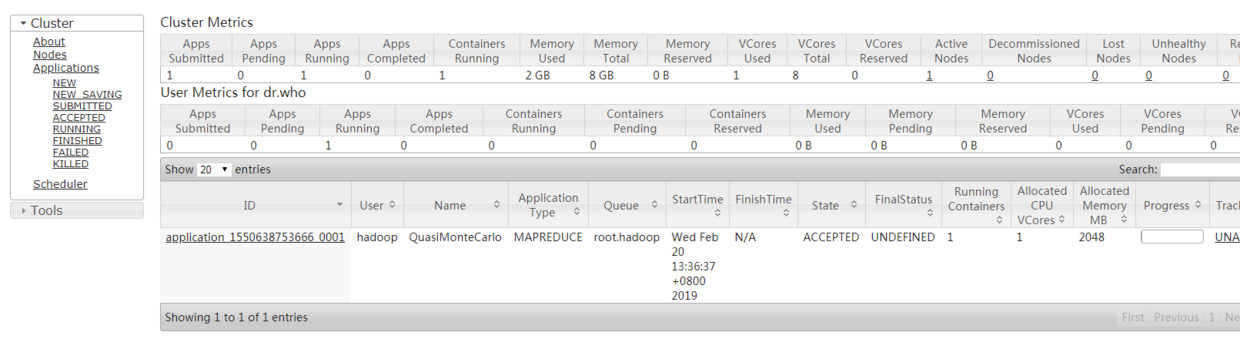 Cluster
About
Nodes
Applications
NEW
NEW_SAVING
SUBMITTED
ACCEPTED
RUNNING
FINISHED
FAILED
KILLED
Scheduler
Tools
Cluster Metrics
Apps Submitted Apps Pending Apps Running Apps Completed Containers Running Memory Used Memory Total Memory Reserved VCores Used VCores Total VCores Reserved Active Nodes Decommissioned Nodes Lost Nodes Unhealthy Nodes Re
1 0 1 0 1 2 GB 8 GB 0 B 1 8 0 1 0 0 0 0
User Metrics for dr.who
Apps Submitted Apps Pending Apps Running Apps Completed Containers Running Containers Pending Containers Reserved Memory Used Memory Pending Memory Reserved VCores Used VCores Pending
0 0 1 0 0 0 0 0 B 0 B 0 B 0 0 0
Show 20 entries Search:
ID User Name Application Type Queue StartTime FinishTime State FinalStatus Running Containers Allocated CPU VCores Allocated Memory MB Progress Track
application_1550638753666_0001 hadoop QuasiMonteCarlo MAPREDUCE root.hadoop Wed Feb N/A ACCEPTED UNDEFINED 1 1 2048 UNA
20
13:36:37
+0800
2019
Showing 1 to 1 of 1 entries First Previous 1 Ne